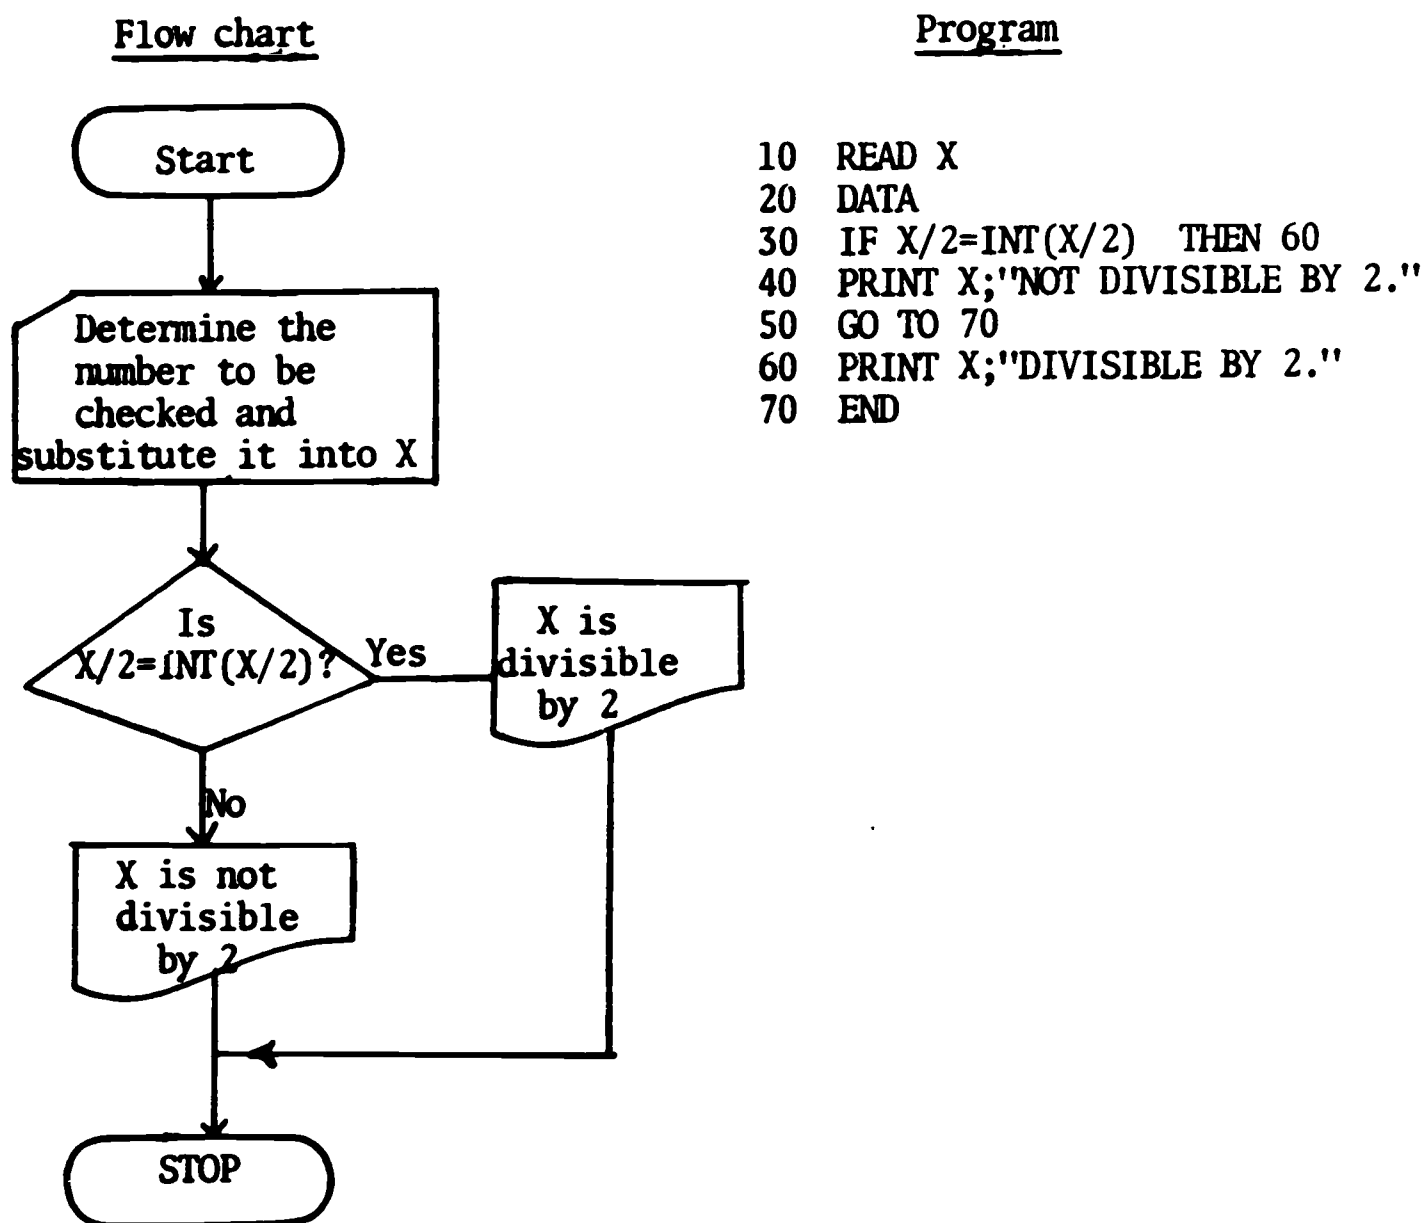 Flow chart
Start
Determine the
number to be
checked and
substitute it into X
Is
X/2=INT(X/2)?
Yes
X is
divisible
by 2
No
X is not
divisible
by 2
STOP
Program
10 READ X
20 DATA
30 IF X/2=INT(X/2) THEN 60
40 PRINT X;"NOT DIVISIBLE BY 2."
50 GO TO 70
60 PRINT X;"DIVISIBLE BY 2."
70 END